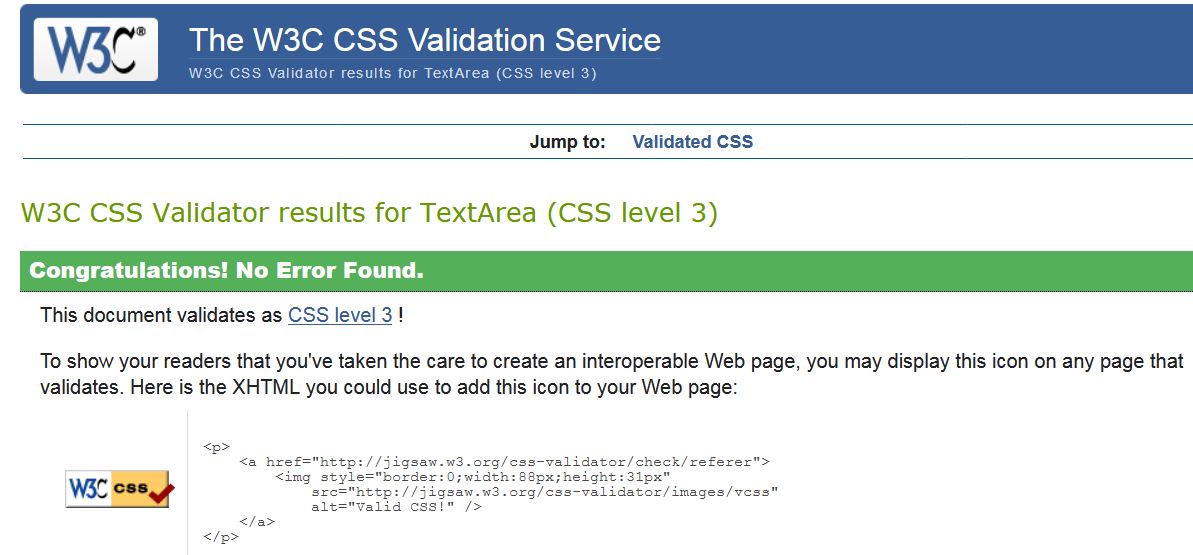 W3C®
The W3C CSS Validation Service
W3C CSS Validator results for TextArea (CSS level 3)
Jump to: Validated CSS
W3C CSS Validator results for TextArea (CSS level 3)
Congratulations! No Error Found.
This document validates as CSS level 3 !
To show your readers that you've taken the care to create an interoperable Web page, you may display this icon on any page that
validates. Here is the XHTML you could use to add this icon to your Web page:
W3C css
<p>
    <a href="http://jigsaw.w3.org/css-validator/check/referer">
        <img style="border:0;width:88px;height:31px"
            src="http://jigsaw.w3.org/css-validator/images/vcss"
            alt="Valid CSS!" />
    </a>
</p>